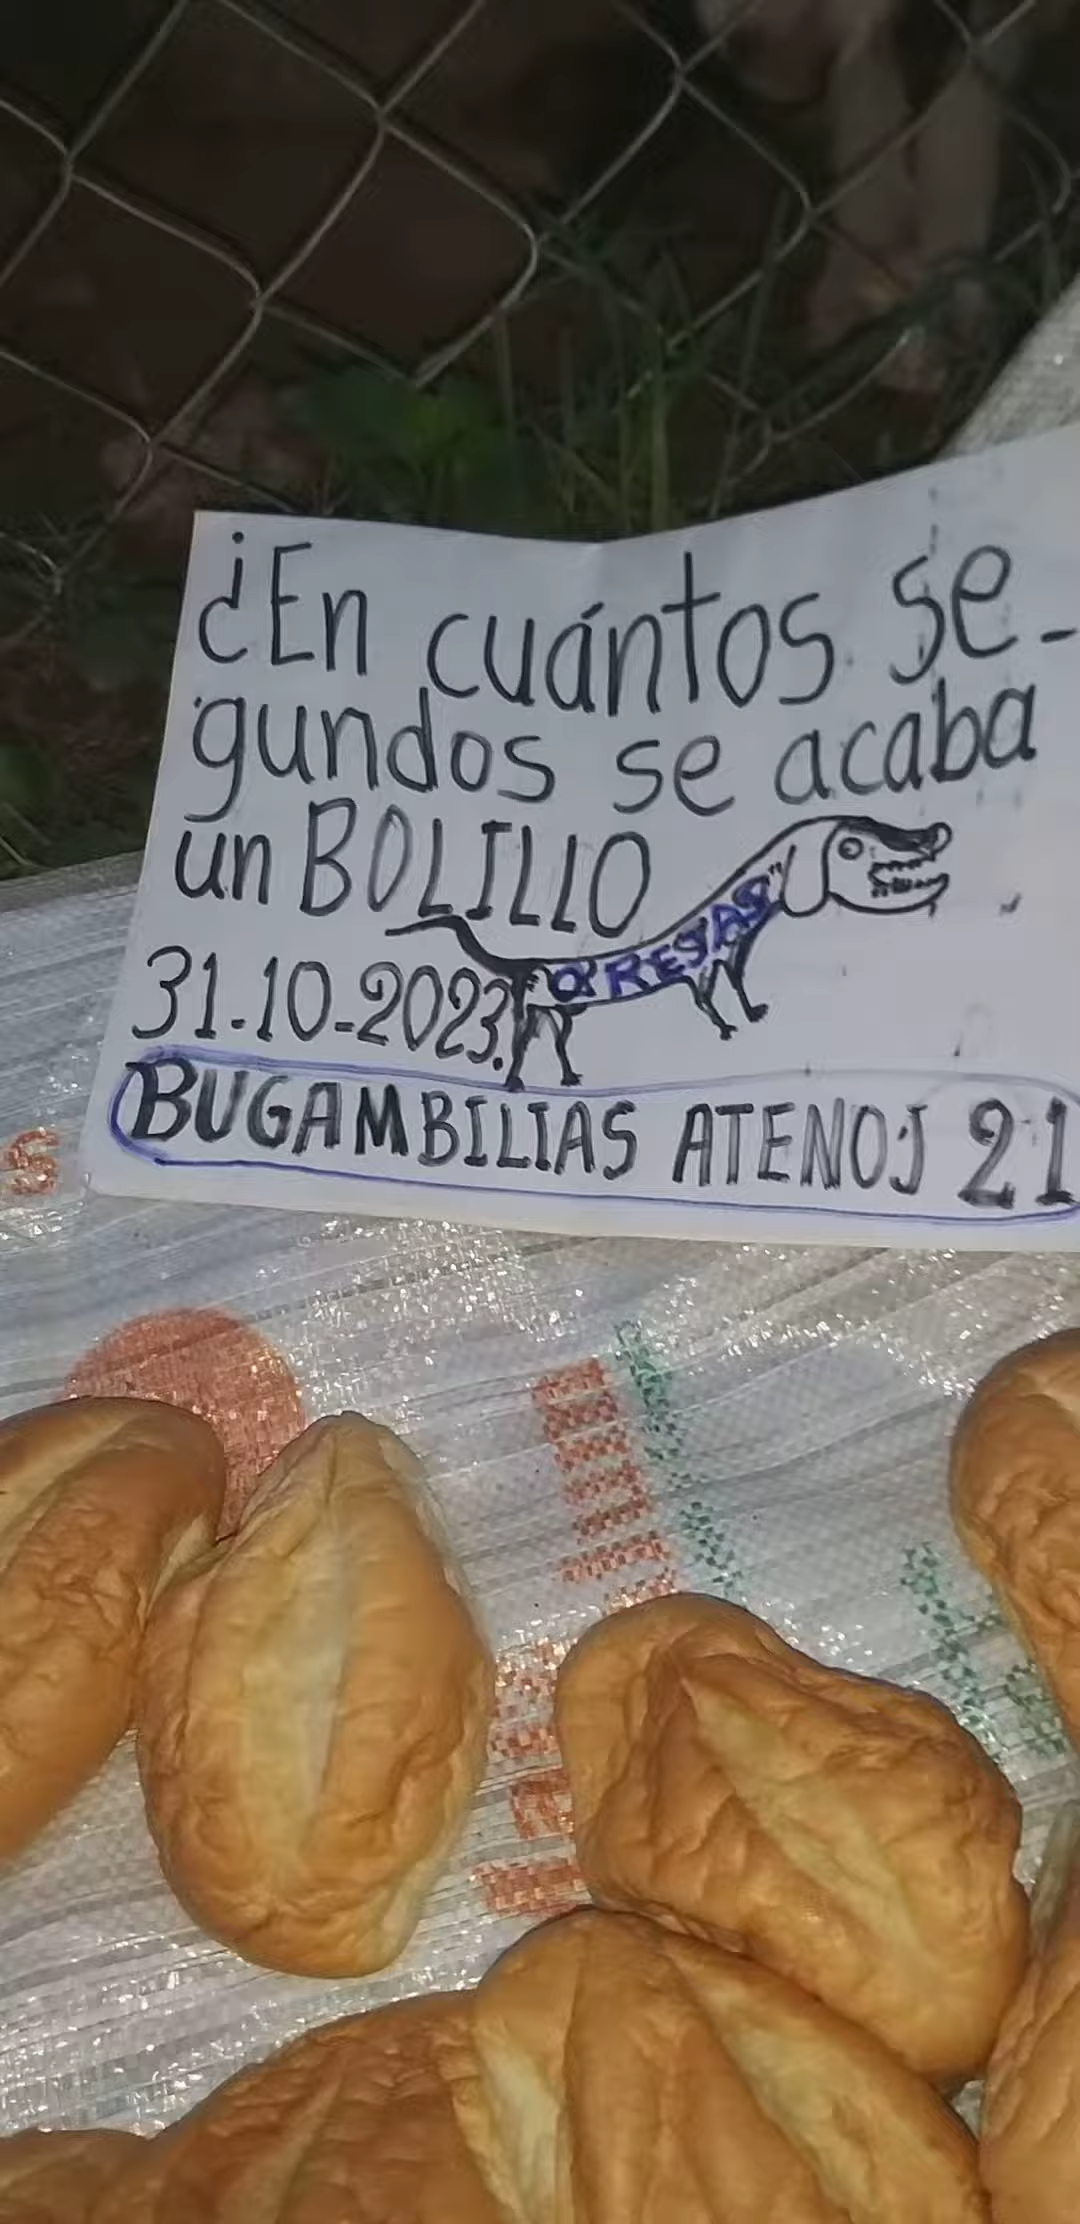 ¿En cuántos se-
gundos se acaba
un BOLILLO
31.10-2023.
BUGAMBILIAS ATENOJ 21